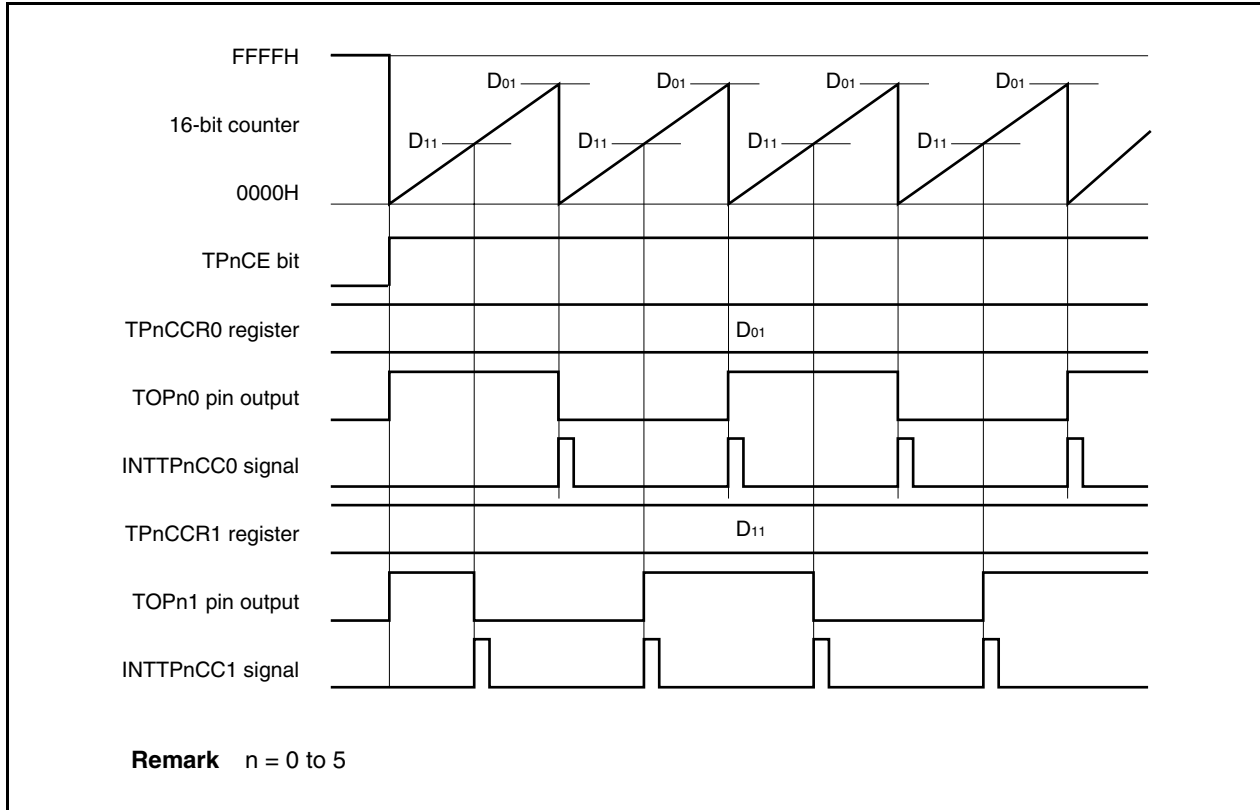 FFFFH
D01 D01 D01 D01
16-bit counter
D11 D11 D11 D11
0000H
TPnCE bit
TPnCCR0 register
D01
TOPn0 pin output
INTTPnCC0 signal
TPnCCR1 register
D11
TOPn1 pin output
INTTPnCC1 signal
Remark n = 0 to 5